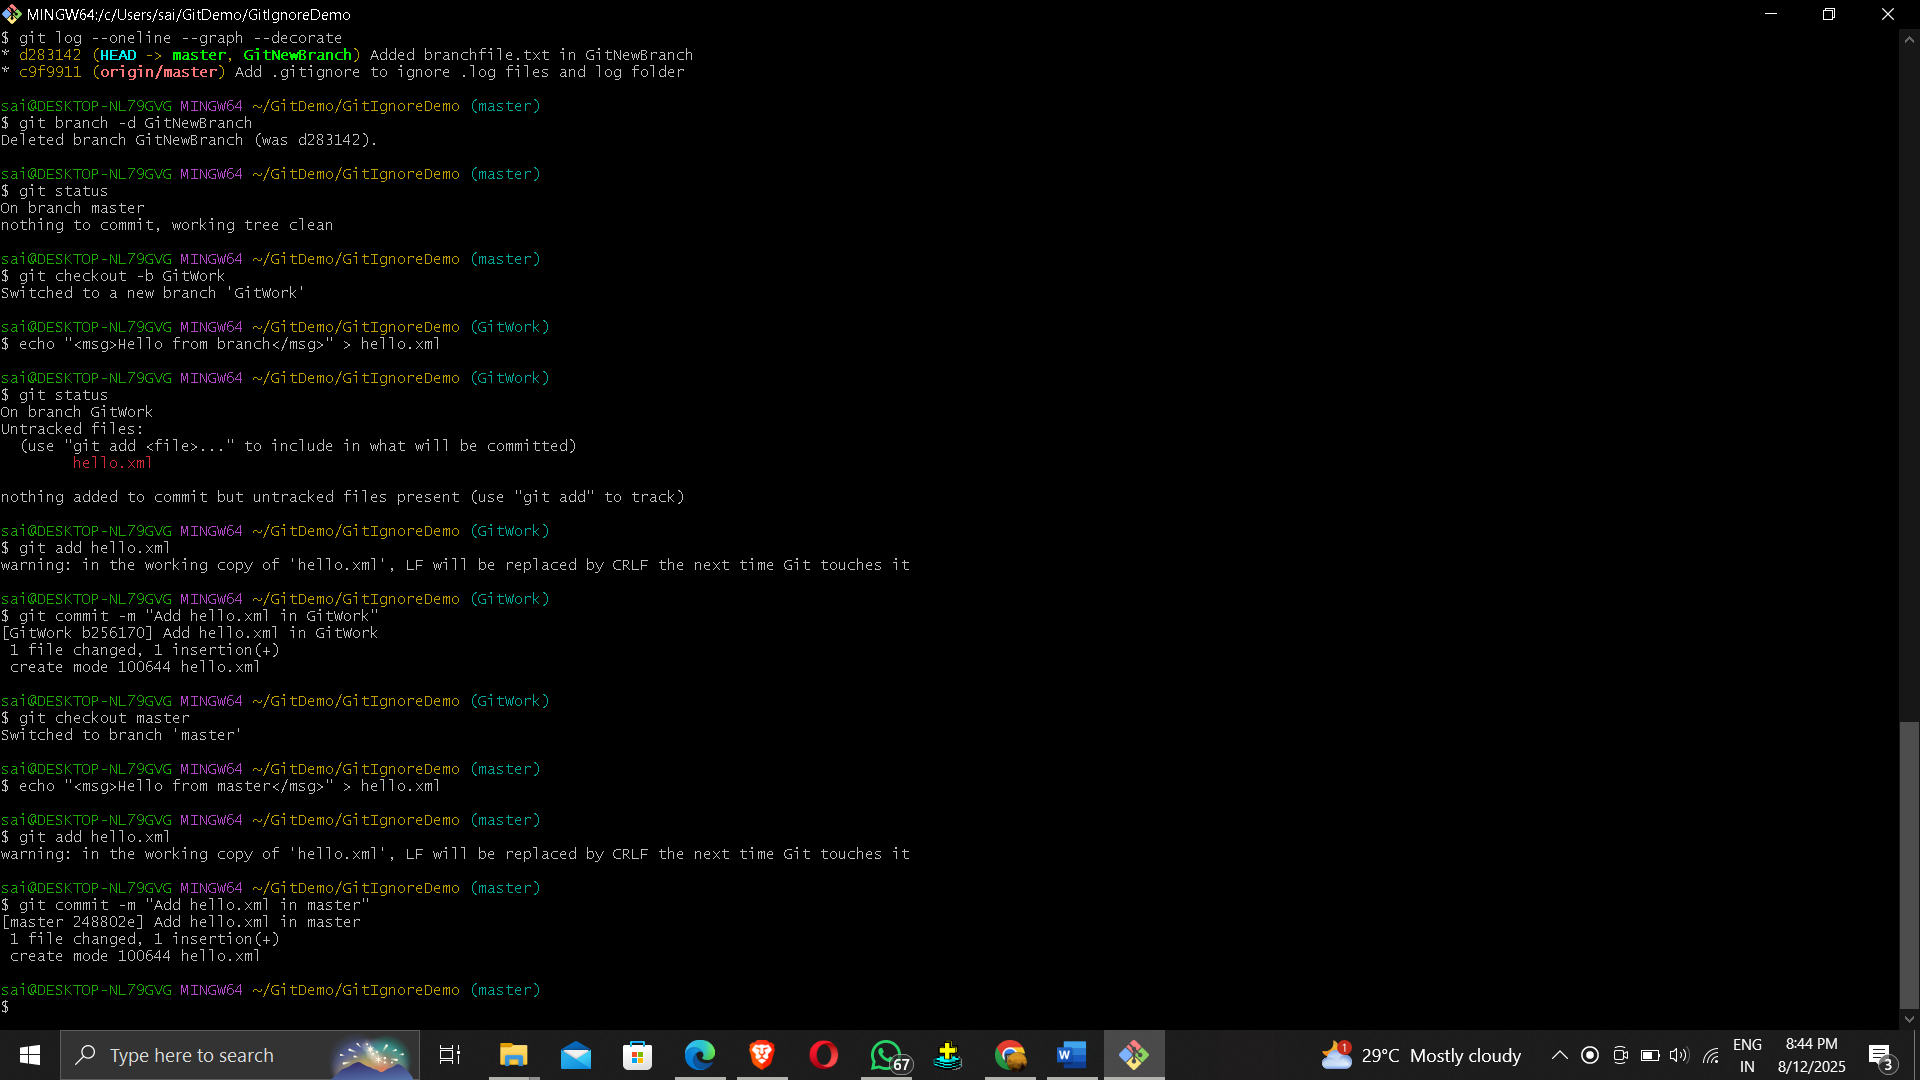 MINGW64:/c/Users/sai/GitDemo/GitIgnoreDemo
$ git log --oneline --graph --decorate
* d283142 (HEAD -> master, GitNewBranch) Added branchfile.txt in GitNewBranch
* c9f9911 (origin/master) Add .gitignore to ignore .log files and log folder
sai@DESKTOP-NL79GVG MINGW64 ~/GitDemo/GitIgnoreDemo (master)
$ git branch -d GitNewBranch
Deleted branch GitNewBranch (was d283142).
sai@DESKTOP-NL79GVG MINGW64 ~/GitDemo/GitIgnoreDemo (master)
$ git status
On branch master
nothing to commit, working tree clean
sai@DESKTOP-NL79GVG MINGW64 ~/GitDemo/GitIgnoreDemo (master)
$ git checkout -b GitWork
Switched to a new branch 'GitWork'
sai@DESKTOP-NL79GVG MINGW64 ~/GitDemo/GitIgnoreDemo (GitWork)
$ echo "<msg>Hello from branch</msg>" > hello.xml
sai@DESKTOP-NL79GVG MINGW64 ~/GitDemo/GitIgnoreDemo (GitWork)
$ git status
On branch GitWork
Untracked files:
  (use "git add <file>..." to include in what will be committed)
        hello.xml
nothing added to commit but untracked files present (use "git add" to track)
sai@DESKTOP-NL79GVG MINGW64 ~/GitDemo/GitIgnoreDemo (GitWork)
$ git add hello.xml
warning: in the working copy of 'hello.xml', LF will be replaced by CRLF the next time Git touches it
sai@DESKTOP-NL79GVG MINGW64 ~/GitDemo/GitIgnoreDemo (GitWork)
$ git commit -m "Add hello.xml in GitWork"
[GitWork b256170] Add hello.xml in GitWork
 1 file changed, 1 insertion(+)
 create mode 100644 hello.xml
sai@DESKTOP-NL79GVG MINGW64 ~/GitDemo/GitIgnoreDemo (GitWork)
$ git checkout master
Switched to branch 'master'
sai@DESKTOP-NL79GVG MINGW64 ~/GitDemo/GitIgnoreDemo (master)
$ echo "<msg>Hello from master</msg>" > hello.xml
sai@DESKTOP-NL79GVG MINGW64 ~/GitDemo/GitIgnoreDemo (master)
$ git add hello.xml
warning: in the working copy of 'hello.xml', LF will be replaced by CRLF the next time Git touches it
sai@DESKTOP-NL79GVG MINGW64 ~/GitDemo/GitIgnoreDemo (master)
$ git commit -m "Add hello.xml in master"
[master 248802e] Add hello.xml in master
 1 file changed, 1 insertion(+)
 create mode 100644 hello.xml
sai@DESKTOP-NL79GVG MINGW64 ~/GitDemo/GitIgnoreDemo (master)
$
Type here to search
67
W
1
29°C Mostly cloudy
ENG
IN
8:44 PM
8/12/2025
3